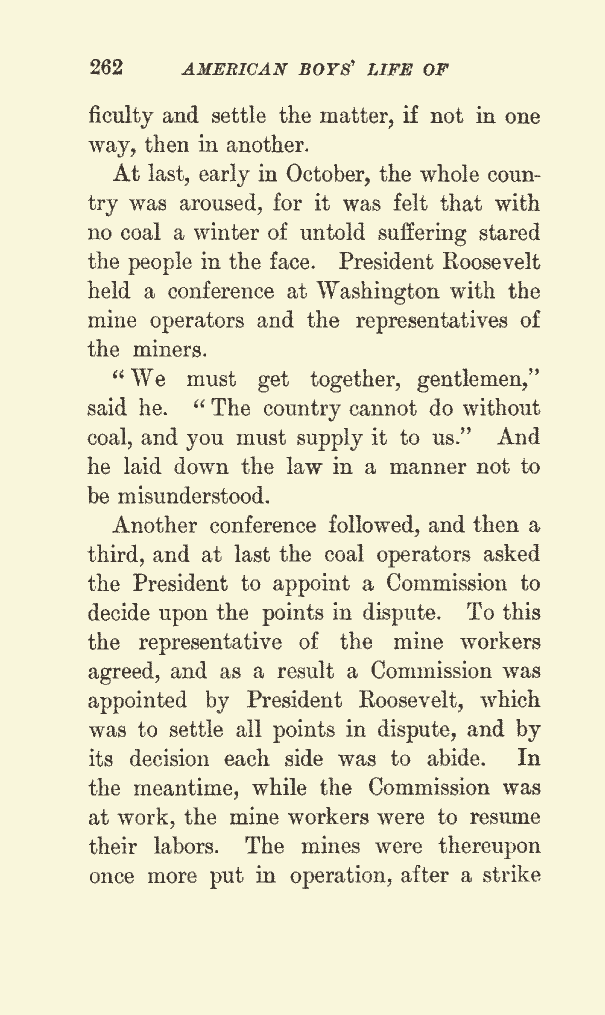 262 AMERICAN BOYS' LIFE OF
ficulty and settle the matter, if not in one
way, then in another.
At last, early in October, the whole coun-
try was aroused, for it was felt that with
no coal a winter of untold suffering stared
the people in the face. President Roosevelt
held a conference at Washington with the
mine operators and the representatives of
the miners.
“We must get together, gentlemen,”
said he. “The country cannot do without
coal, and you must supply it to us.” And
he laid down the law in a manner not to
be misunderstood.
Another conference followed, and then a
third, and at last the coal operators asked
the President to appoint a Commission to
decide upon the points in dispute. To this
the representative of the mine workers
agreed, and as a result a Commission was
appointed by President Roosevelt, which
was to settle all points in dispute, and by
its decision each side was to abide. In
the meantime, while the Commission was
at work, the mine workers were to resume
their labors. The mines were thereupon
once more put in operation, after a strike